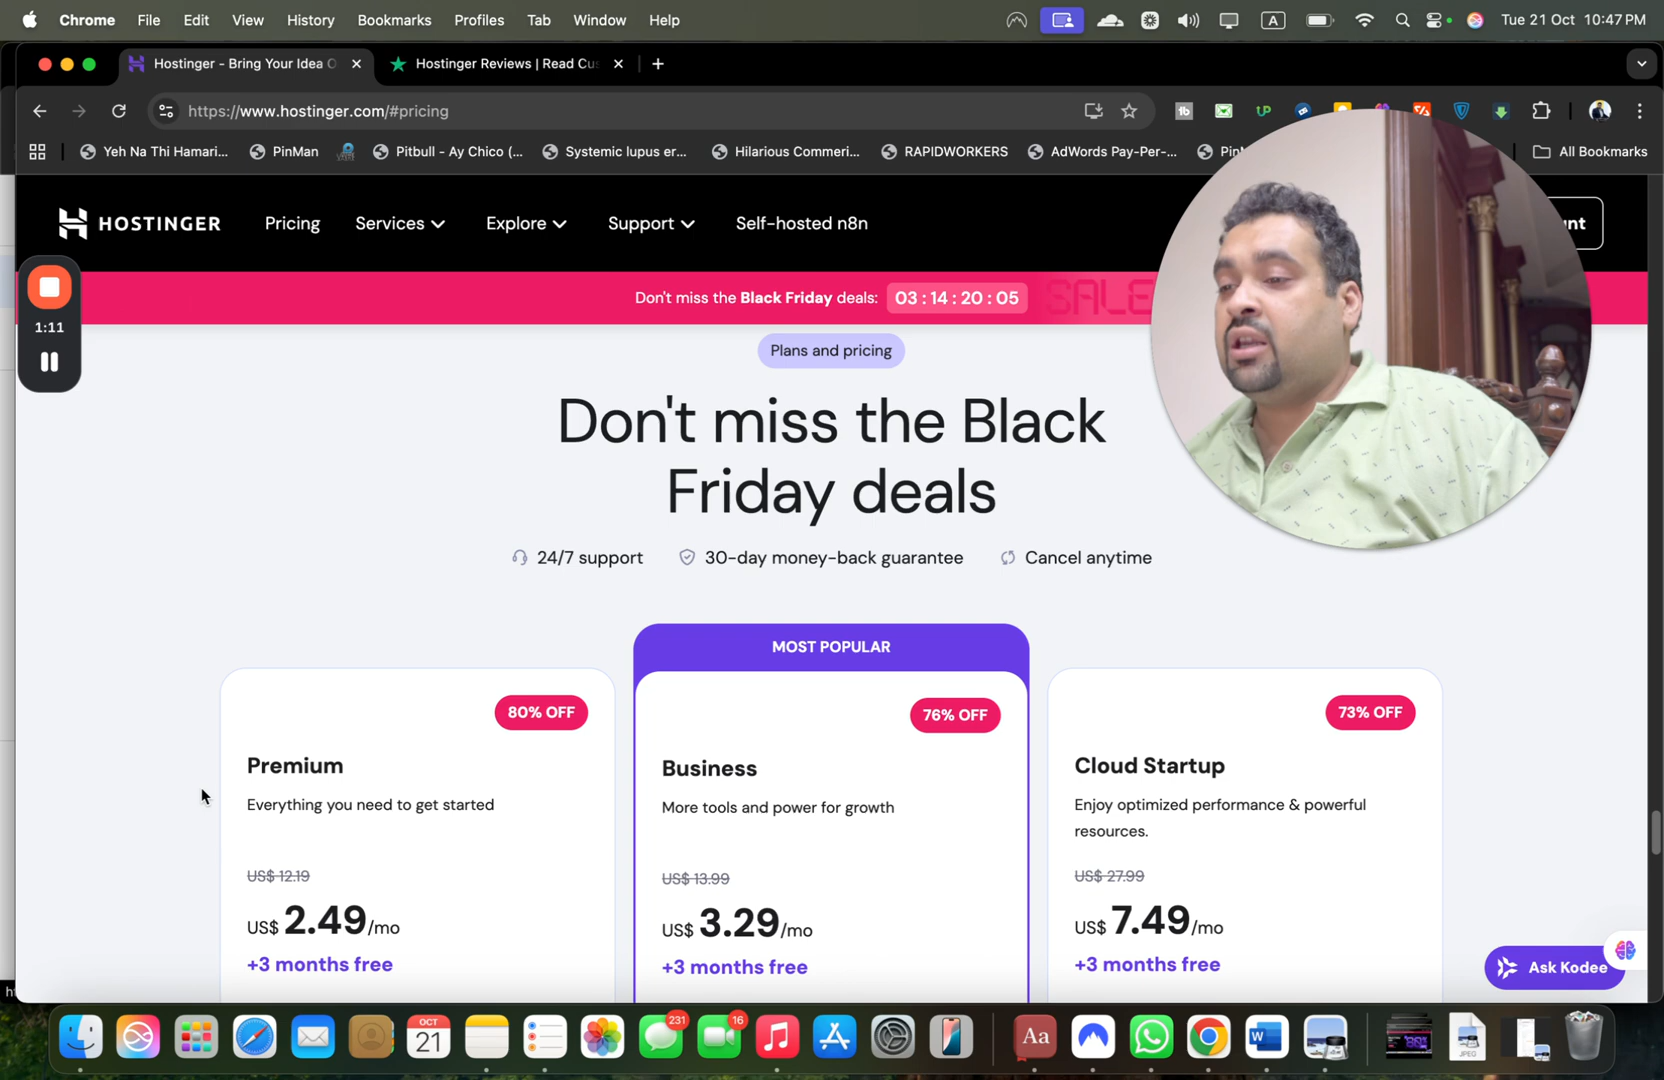 Chrome File Edit View History Bookmarks Profiles Tab Window Help A Tue 21 Oct 10:47 PM
Hostinger - Bring Your Idea O Hostinger Reviews | Read Cus
https://www.hostinger.com/#pricing
Yeh Na Thi Hamari... PinMan Pitbull - Ay Chico (... Systemic lupus er... Hilarious Commeri... RAPIDWORKERS AdWords Pay-Per-... All Bookmarks
HOSTINGER Pricing Services Explore Support Self-hosted n8n nt
Don't miss the Black Friday deals: 03 : 14 : 20 : 05 SALE
1:11
Plans and pricing
Don't miss the Black
Friday deals
24/7 support 30-day money-back guarantee Cancel anytime
MOST POPULAR
80% OFF 76% OFF 73% OFF
Premium Business Cloud Startup
Everything you need to get started More tools and power for growth Enjoy optimized performance & powerful
resources.
US$ 12.19 US$ 13.99 US$ 27.99
US$ 2.49/mo US$ 3.29/mo US$ 7.49/mo
+3 months free +3 months free +3 months free
Ask Kodee
OCT 231 16
21 Aa W JPEG